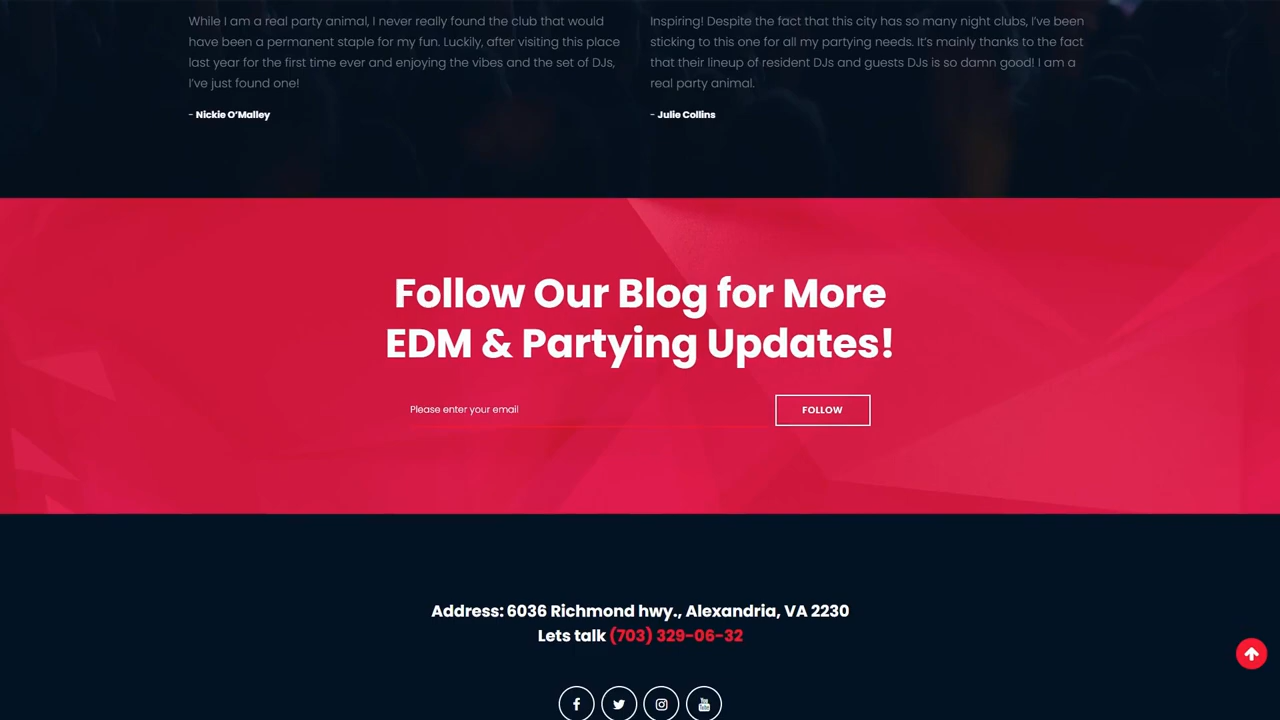 While I am a real party animal, I never really found the club that would
have been a permanent staple for my fun. Luckily, after visiting this place
last year for the first time ever and enjoying the vibes and the set of DJs,
I've just found one!
- Nickie O'Malley
Inspiring! Despite the fact that this city has so many night clubs, I've been
sticking to this one for all my partying needs. It's mainly thanks to the fact
that their lineup of resident DJs and guests DJs is so damn good! I am a
real party animal.
- Julie Collins
Follow Our Blog for More
EDM & Partying Updates!
Please enter your email
FOLLOW
Address: 6036 Richmond hwy., Alexandria, VA 2230
Lets talk (703) 329-06-32